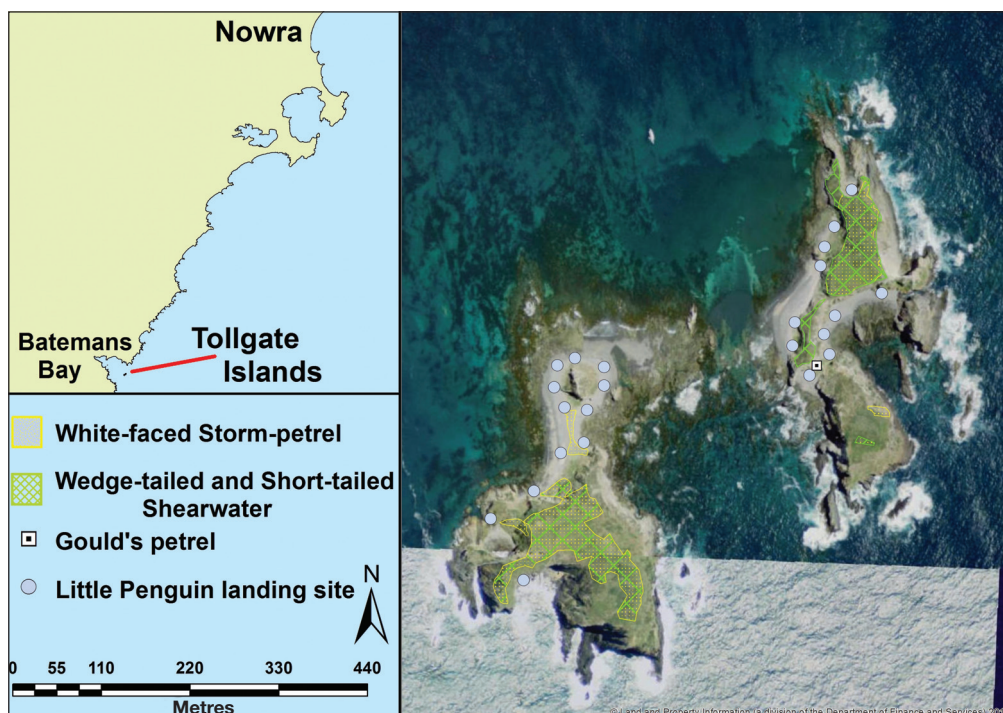 Nowra
Batemans
Bay
Tollgate
Islands
White-faced Storm-petrel
Wedge-tailed and Short-tailed
Shearwater
Gould's petrel
Little Penguin landing site
N
0 55 110 220 330 440
Metres
© Land and Property Information (a division of the Department of Finance and Services)